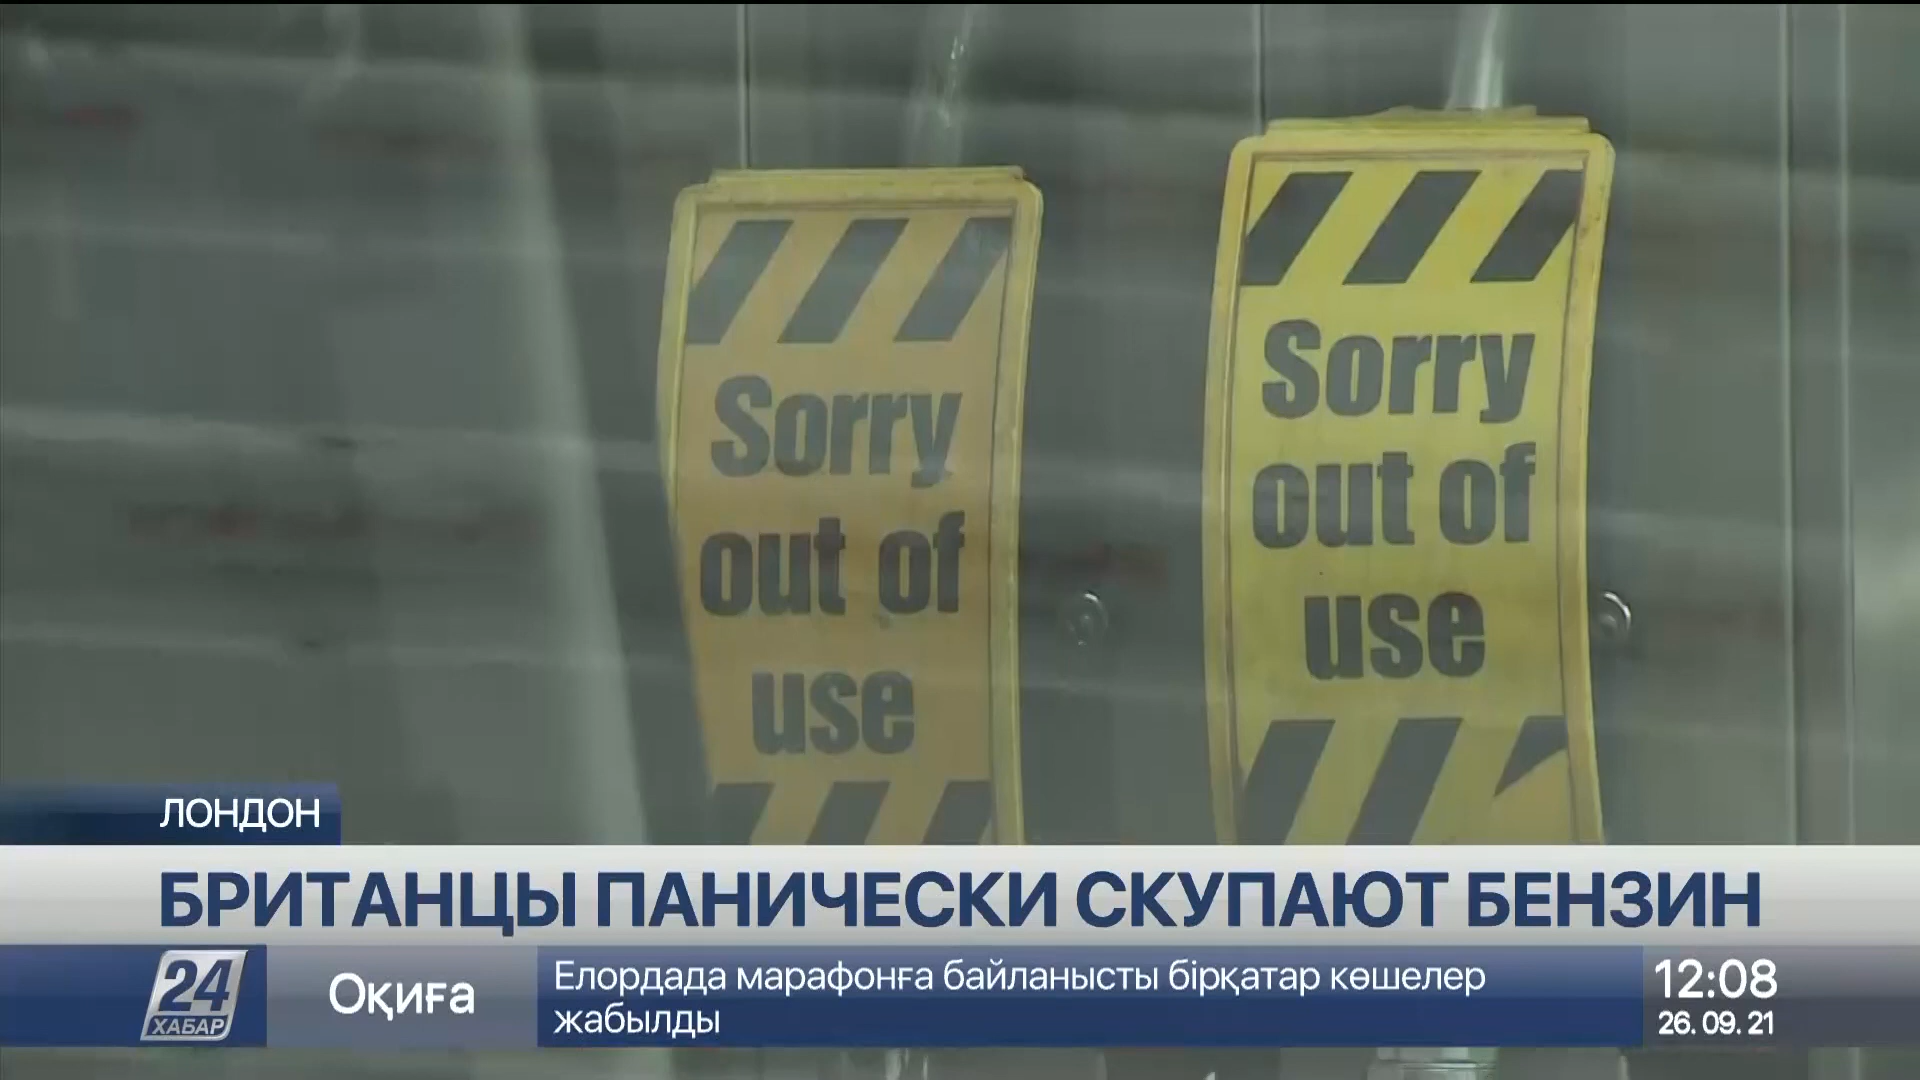 Sorry
out of
use
Sorry
out of
use
ЛОНДОН
БРИТАНЦЫ ПАНИЧЕСКИ СКУПАЮТ БЕНЗИН
24
ХАБАР
Оқиға
Елордада марафонға байланысты бірқатар көшелер
жабылды
12:08
26. 09. 21